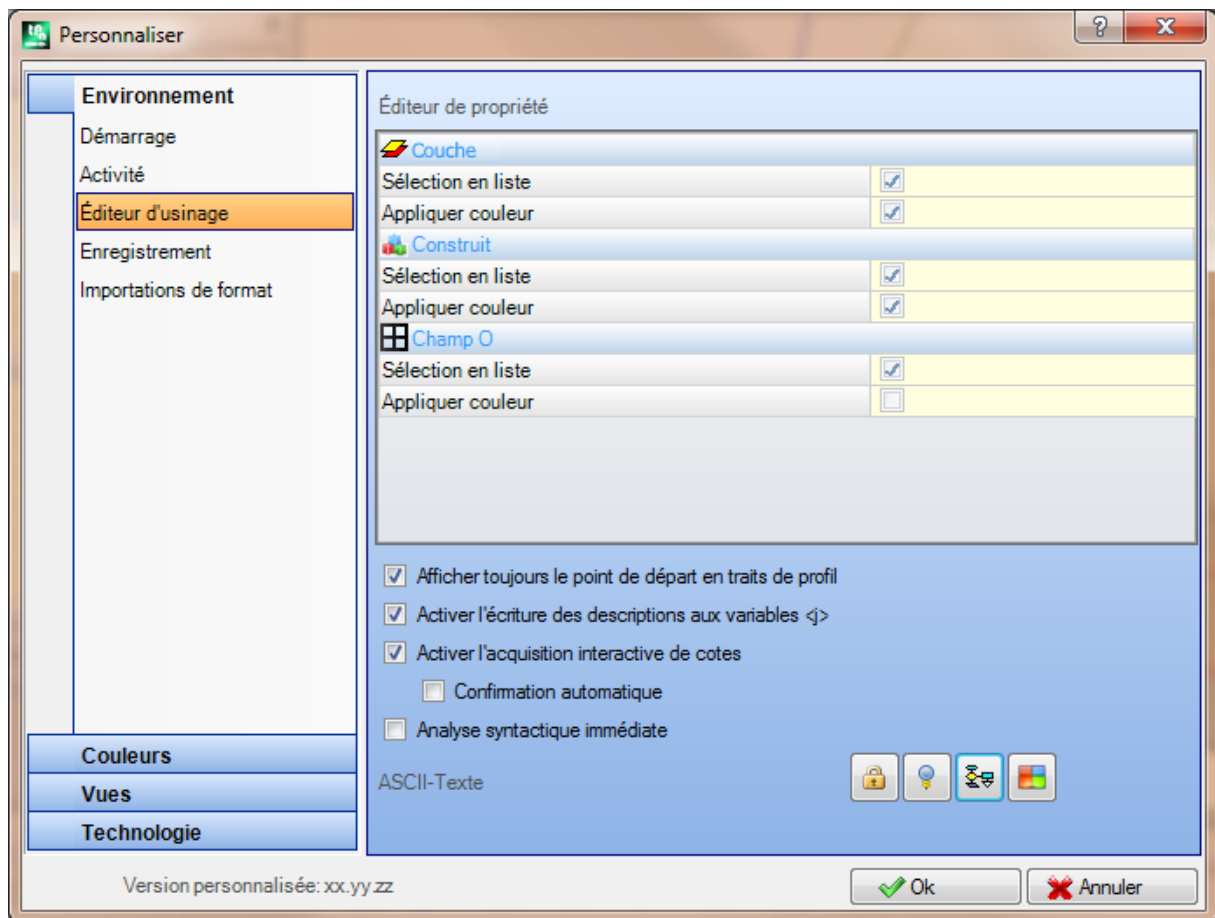 Personnaliser
Environnement
Démarrage
Activité
Éditeur d'usinage
Enregistrement
Importations de format
Couleurs
Vues
Technologie
Éditeur de propriété
Couche
Sélection en liste
Appliquer couleur
Construit
Sélection en liste
Appliquer couleur
Champ O
Sélection en liste
Appliquer couleur
Afficher toujours le point de départ en traits de profil
Activer l'écriture des descriptions aux variables <j>
Activer l'acquisition interactive de cotes
Confirmation automatique
Analyse syntactique immédiate
ASCII-Texte
Version personnalisée: xx.yy.zz
Ok
Annuler